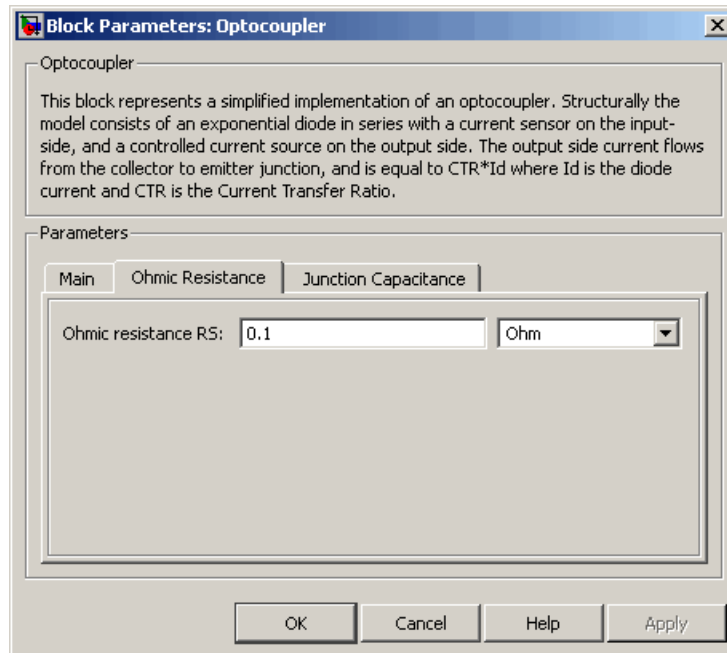 Block Parameters: Optocoupler
Optocoupler
This block represents a simplified implementation of an optocoupler. Structurally the
model consists of an exponential diode in series with a current sensor on the input-
side, and a controlled current source on the output side. The output side current flows
from the collector to emitter junction, and is equal to CTR*Id where Id is the diode
current and CTR is the Current Transfer Ratio.
Parameters
Main Ohmic Resistance Junction Capacitance
Ohmic resistance RS: 0.1 Ohm
OK Cancel Help Apply